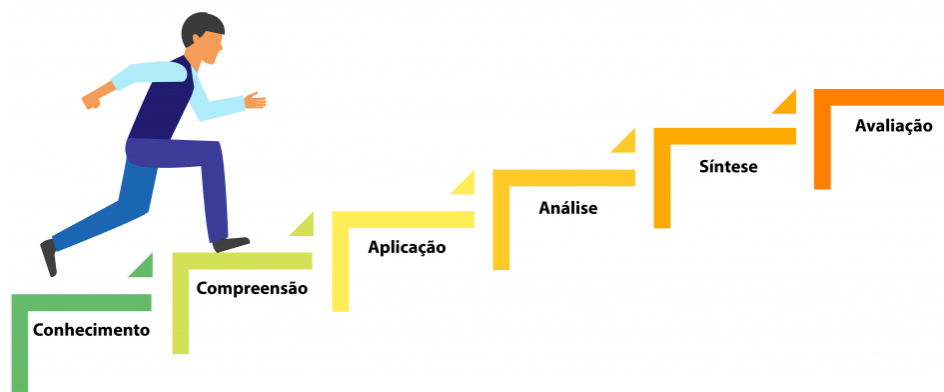 Conhecimento
Compreensão
Aplicação
Análise
Síntese
Avaliação